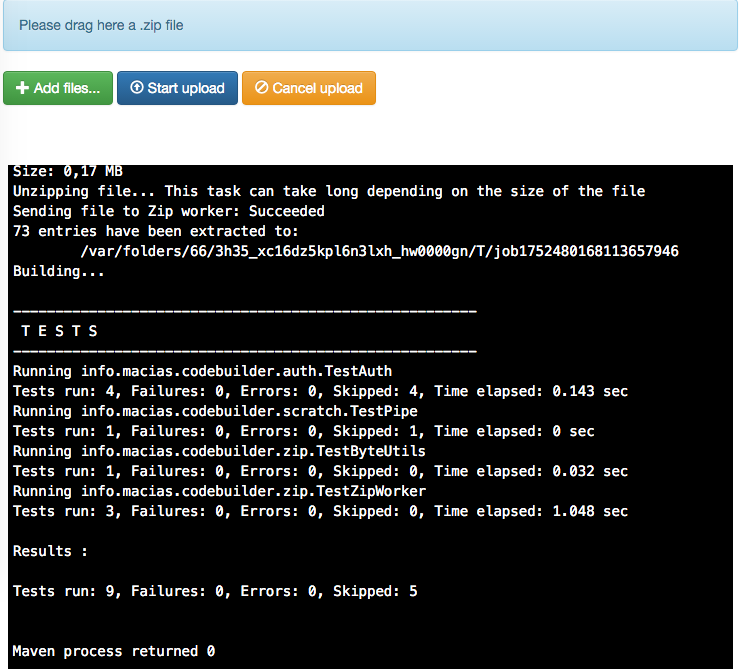 Please drag here a .zip file
Add files...
Start upload
Cancel upload
Size: 0,17 MB
Unzipping file... This task can take long depending on the size of the file
Sending file to Zip worker: Succeeded
73 entries have been extracted to:
/var/folders/66/3h35_xc16dz5kpl6n3lxh_hw0000gn/T/job1752480168113657946
Building...
-------------------------------------------------------
T E S T S
-------------------------------------------------------
Running info.macias.codebuilder.auth.TestAuth
Tests run: 4, Failures: 0, Errors: 0, Skipped: 4, Time elapsed: 0.143 sec
Running info.macias.codebuilder.scratch.TestPipe
Tests run: 1, Failures: 0, Errors: 0, Skipped: 1, Time elapsed: 0 sec
Running info.macias.codebuilder.zip.TestByteUtils
Tests run: 1, Failures: 0, Errors: 0, Skipped: 0, Time elapsed: 0.032 sec
Running info.macias.codebuilder.zip.TestZipWorker
Tests run: 3, Failures: 0, Errors: 0, Skipped: 0, Time elapsed: 1.048 sec
Results :
Tests run: 9, Failures: 0, Errors: 0, Skipped: 5
Maven process returned 0